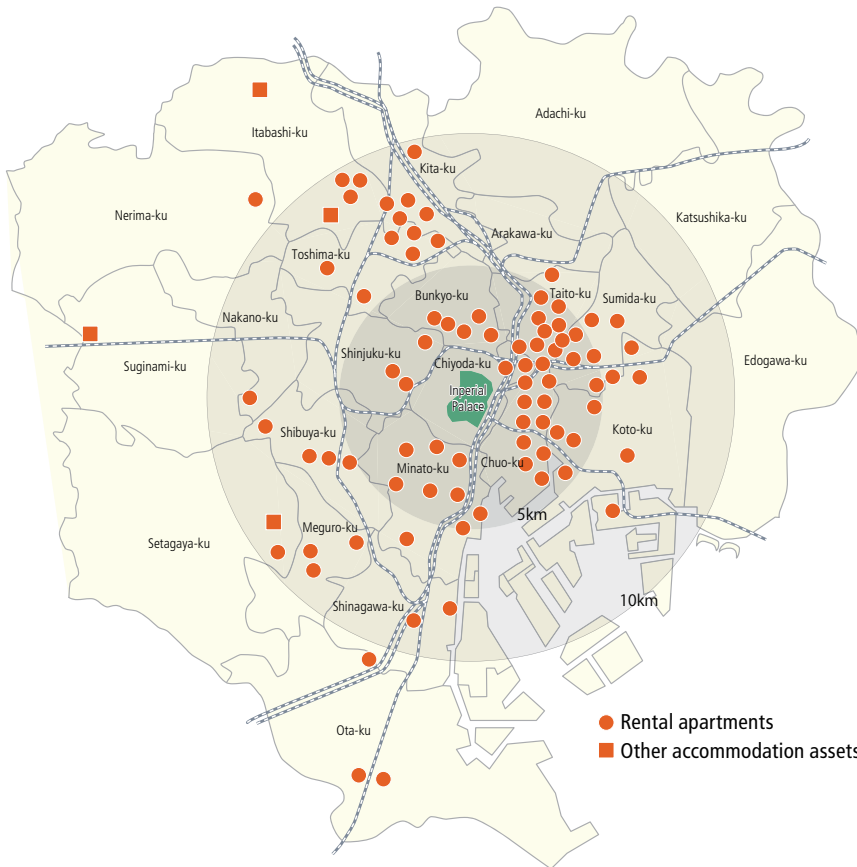 Adachi-ku
Itabashi-ku
Kita-ku
Nerima-ku
Katsushika-ku
Arakawa-ku
Toshima-ku
Bunkyo-ku
Taito-ku
Sumida-ku
Nakano-ku
Shinjuku-ku
Chiyoda-ku
Suginami-ku
Edogawa-ku
Inperial
Palace
Shibuya-ku
Koto-ku
Minato-ku
Chuo-ku
5km
Meguro-ku
Setagaya-ku
10km
Shinagawa-ku
Rental apartments
Ota-ku
Other accommodation assets